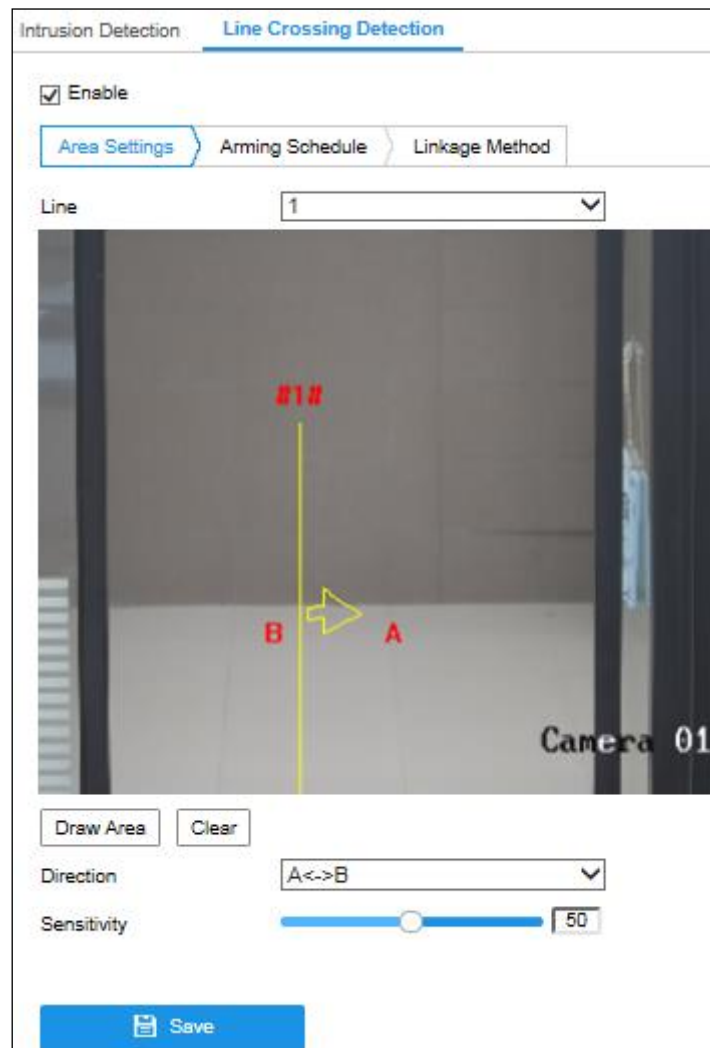 Intrusion Detection Line Crossing Detection
Enable
Area Settings Arming Schedule Linkage Method
Line 1
#1#
B A
Camera 01
Draw Area Clear
Direction A<->B
Sensitivity 50
Save